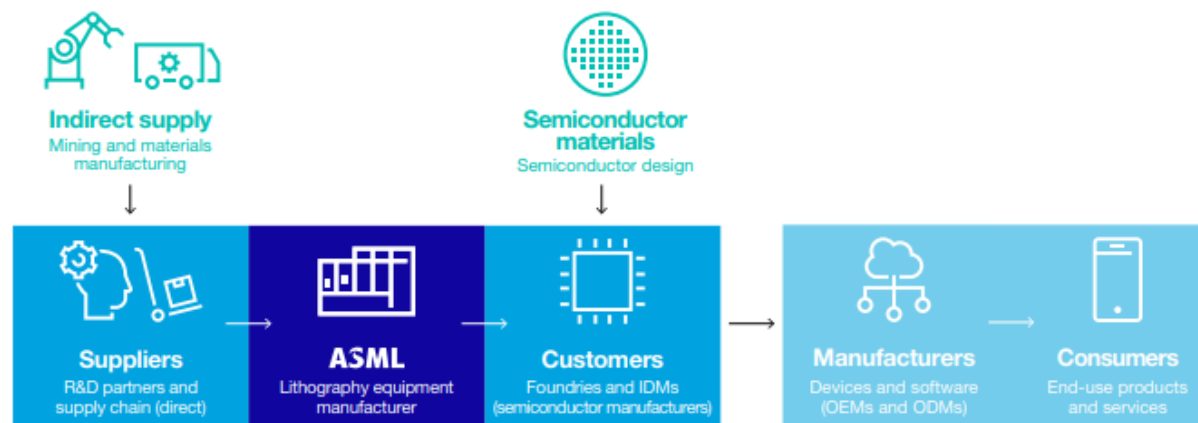 Indirect supply
Mining and materials
manufacturing
Semiconductor
materials
Semiconductor design
Suppliers
R&D partners and
supply chain (direct)
ASML
Lithography equipment
manufacturer
Customers
Foundries and IDMs
(semiconductor manufacturers)
Manufacturers
Devices and software
(OEMs and ODMs)
Consumers
End-use products
and services